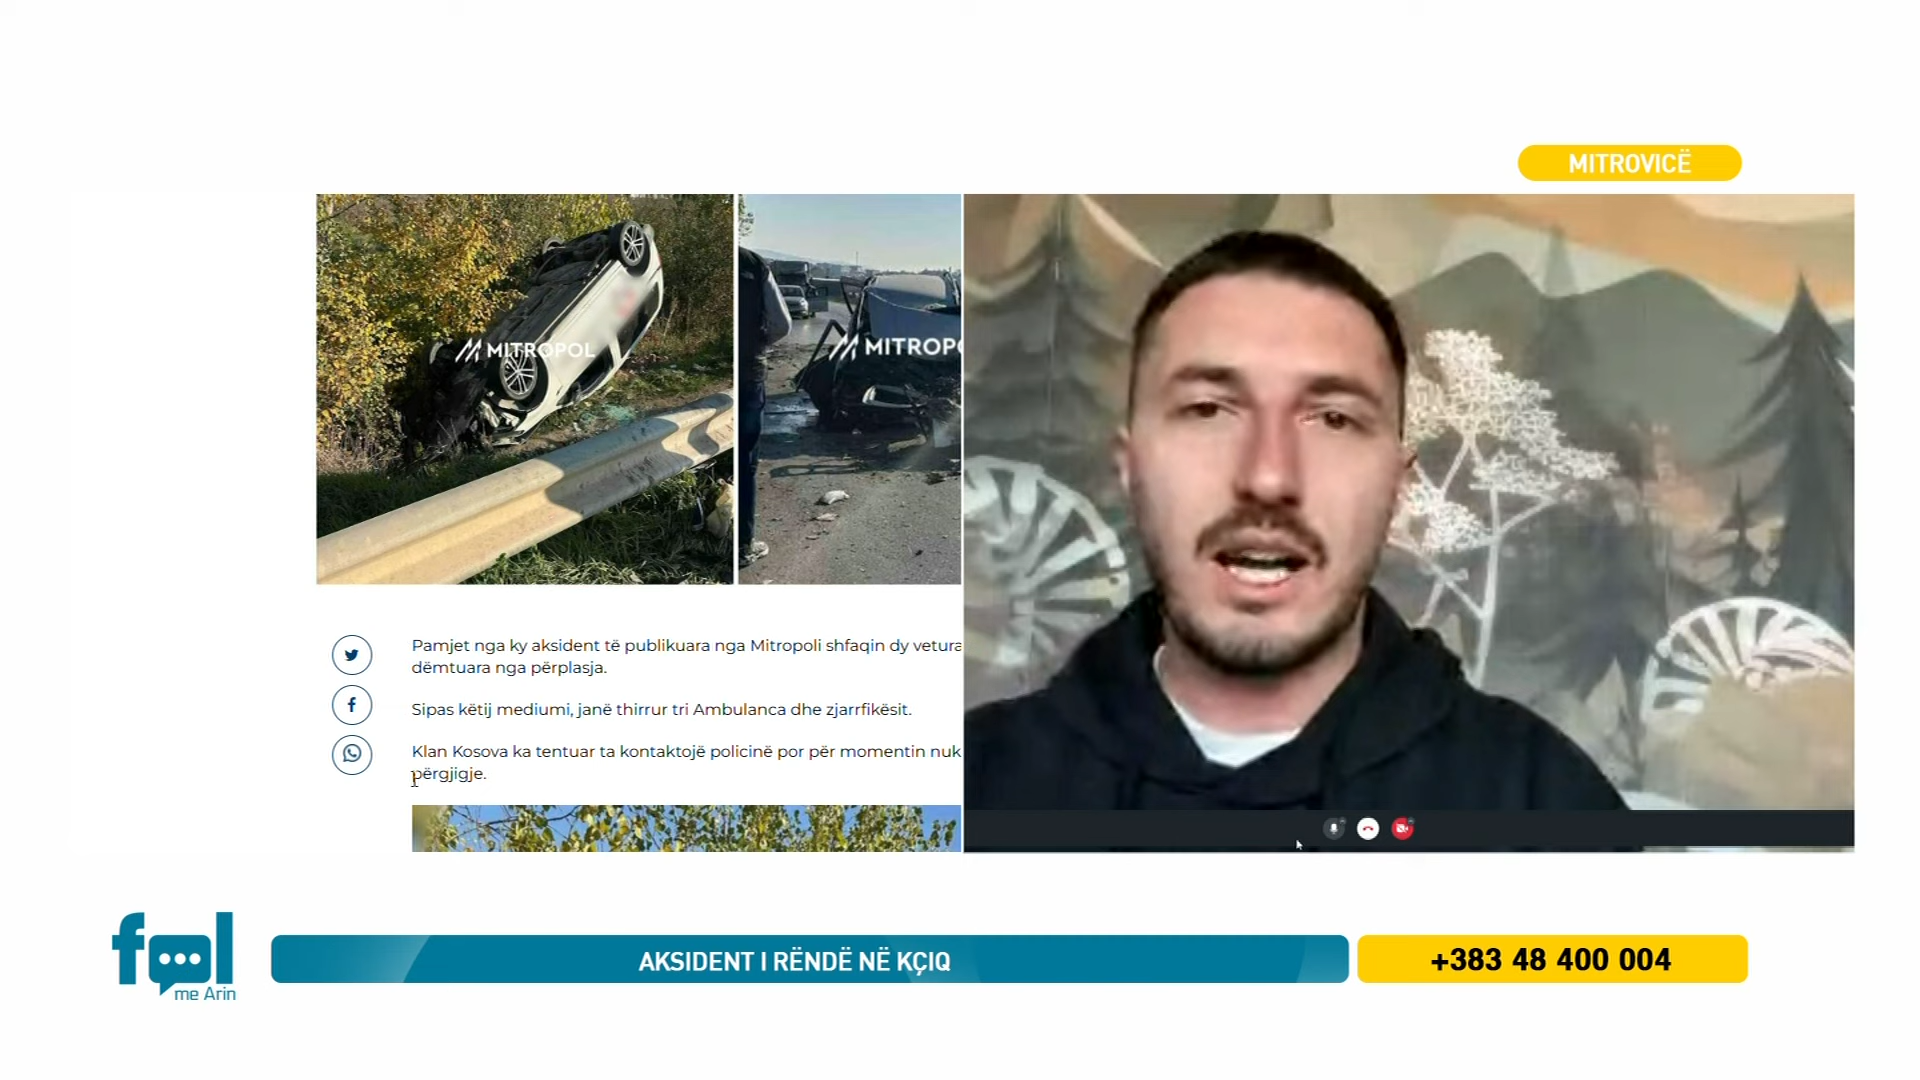 MITROVICË
MITROPOL
MITROPO
Pamjet nga ky aksident të publikuara nga Mitropoli shfaqin dy vetura
dëmtuara nga përplasja.
Sipas këtij mediumi, janë thirrur tri Ambulanca dhe zjarrfikësit.
Klan Kosova ka tentuar ta kontaktojë policinë por për momentin nuk
përgjigje.
fol
me Arin
AKSIDENT I RËNDË NË KÇIQ
+383 48 400 004